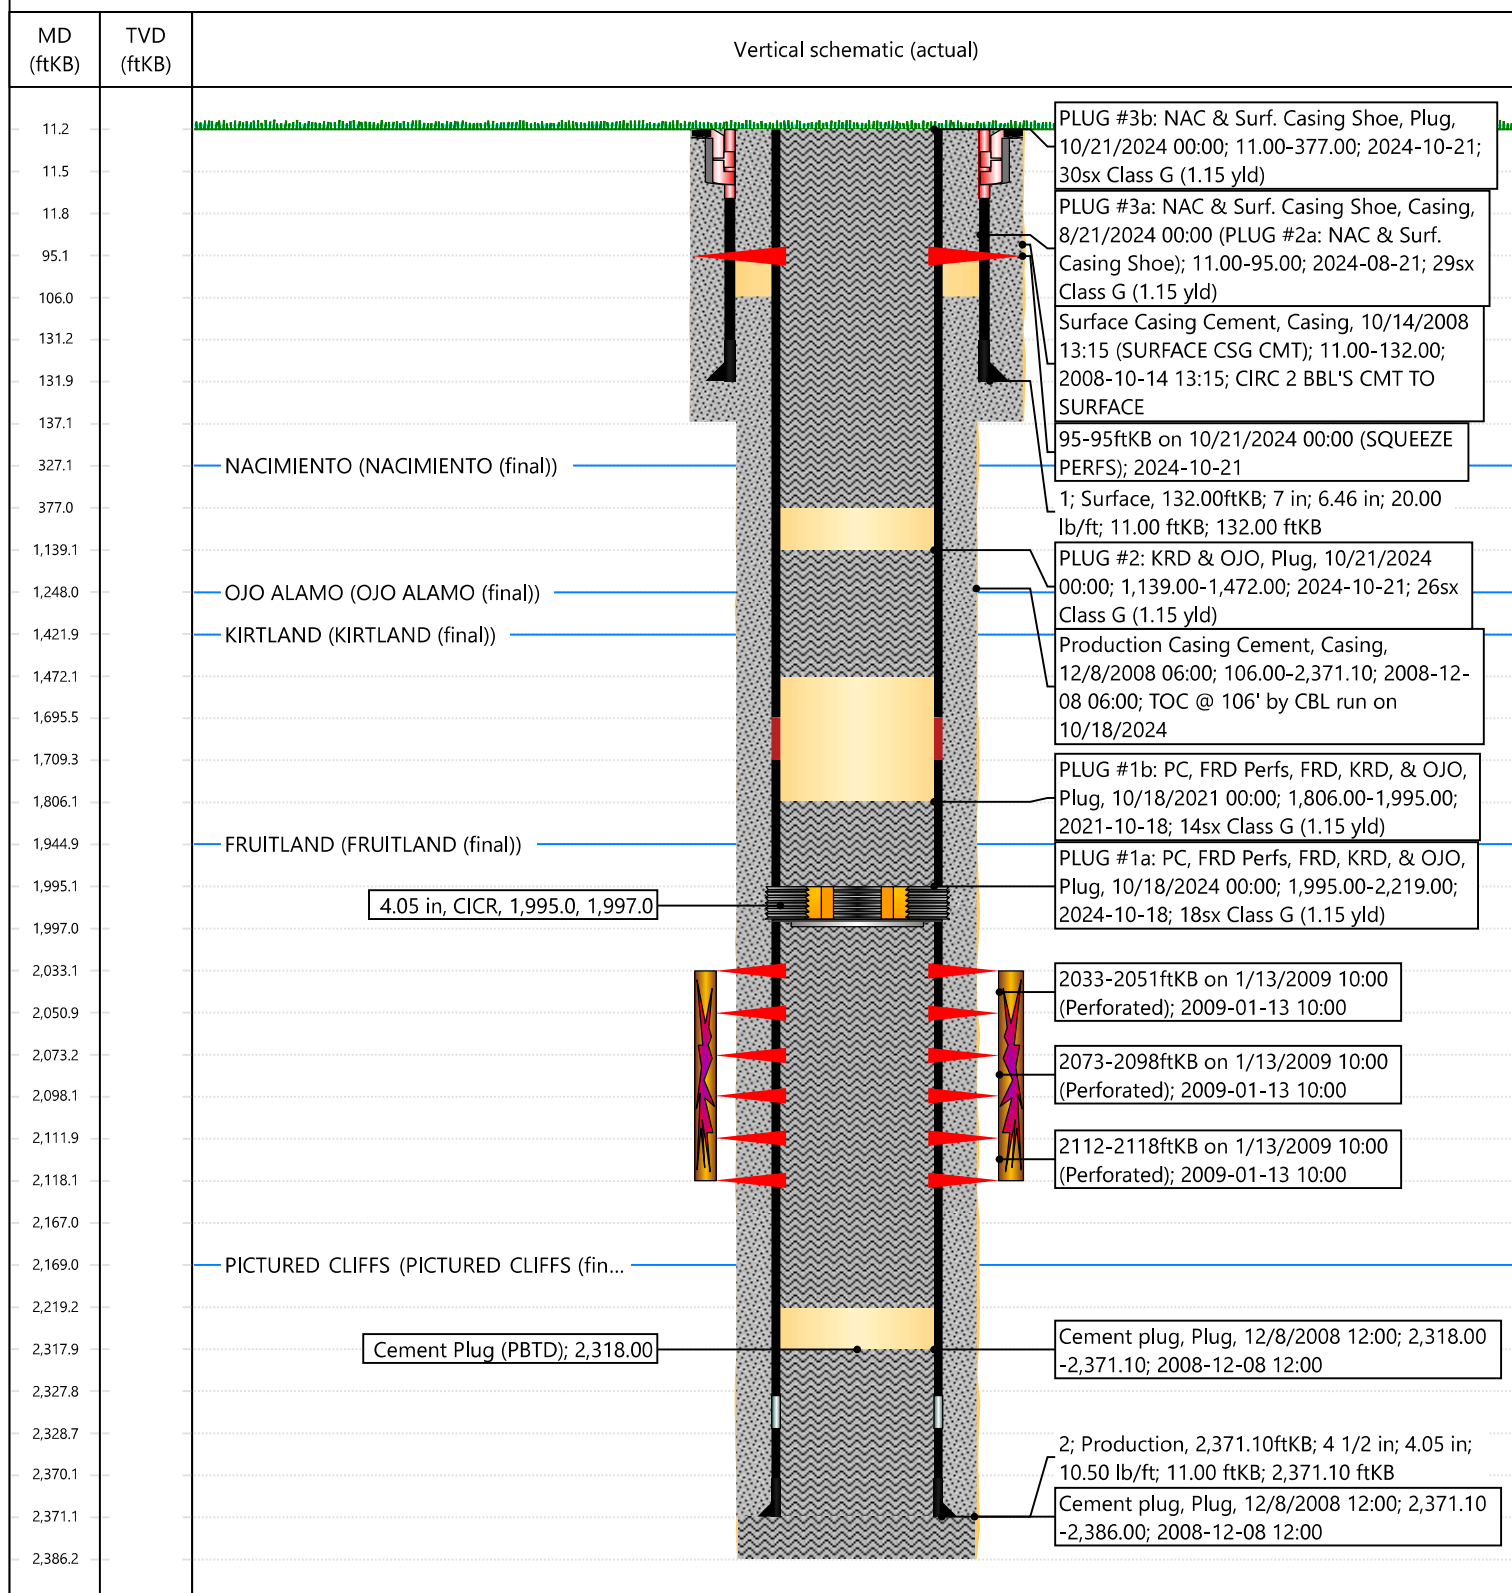 MD
(ftKB)
TVD
(ftKB)
Vertical schematic (actual)
11.2
11.5
11.8
95.1
106.0
131.2
131.9
137.1
327.1
377.0
1,139.1
1,248.0
1,421.9
1,472.1
1,695.5
1,709.3
1,806.1
1,944.9
1,995.1
1,997.0
2,033.1
2,050.9
2,073.2
2,098.1
2,111.9
2,118.1
2,167.0
2,169.0
2,219.2
2,317.9
2,327.8
2,328.7
2,370.1
2,371.1
2,386.2
NACIMIENTO (NACIMIENTO (final))
OJO ALAMO (OJO ALAMO (final))
KIRTLAND (KIRTLAND (final))
FRUITLAND (FRUITLAND (final))
4.05 in, CICR, 1,995.0, 1,997.0
PICTURED CLIFFS (PICTURED CLIFFS (fin...
Cement Plug (PBTD); 2,318.00
PLUG #3b: NAC & Surf. Casing Shoe, Plug,
10/21/2024 00:00; 11.00-377.00; 2024-10-21;
30sx Class G (1.15 yld)
PLUG #3a: NAC & Surf. Casing Shoe, Casing,
8/21/2024 00:00 (PLUG #2a: NAC & Surf.
Casing Shoe); 11.00-95.00; 2024-08-21; 29sx
Class G (1.15 yld)
Surface Casing Cement, Casing, 10/14/2008
13:15 (SURFACE CSG CMT); 11.00-132.00;
2008-10-14 13:15; CIRC 2 BBL'S CMT TO
SURFACE
95-95ftKB on 10/21/2024 00:00 (SQUEEZE
PERFS); 2024-10-21
1; Surface, 132.00ftKB; 7 in; 6.46 in; 20.00
lb/ft; 11.00 ftKB; 132.00 ftKB
PLUG #2: KRD & OJO, Plug, 10/21/2024
00:00; 1,139.00-1,472.00; 2024-10-21; 26sx
Class G (1.15 yld)
Production Casing Cement, Casing,
12/8/2008 06:00; 106.00-2,371.10; 2008-12-
08 06:00; TOC @ 106' by CBL run on
10/18/2024
PLUG #1b: PC, FRD Perfs, FRD, KRD, & OJO,
Plug, 10/18/2021 00:00; 1,806.00-1,995.00;
2021-10-18; 14sx Class G (1.15 yld)
PLUG #1a: PC, FRD Perfs, FRD, KRD, & OJO,
Plug, 10/18/2024 00:00; 1,995.00-2,219.00;
2024-10-18; 18sx Class G (1.15 yld)
2033-2051ftKB on 1/13/2009 10:00
(Perforated); 2009-01-13 10:00
2073-2098ftKB on 1/13/2009 10:00
(Perforated); 2009-01-13 10:00
2112-2118ftKB on 1/13/2009 10:00
(Perforated); 2009-01-13 10:00
Cement plug, Plug, 12/8/2008 12:00; 2,318.00
-2,371.10; 2008-12-08 12:00
2; Production, 2,371.10ftKB; 4 1/2 in; 4.05 in;
10.50 lb/ft; 11.00 ftKB; 2,371.10 ftKB
Cement plug, Plug, 12/8/2008 12:00; 2,371.10
-2,386.00; 2008-12-08 12:00